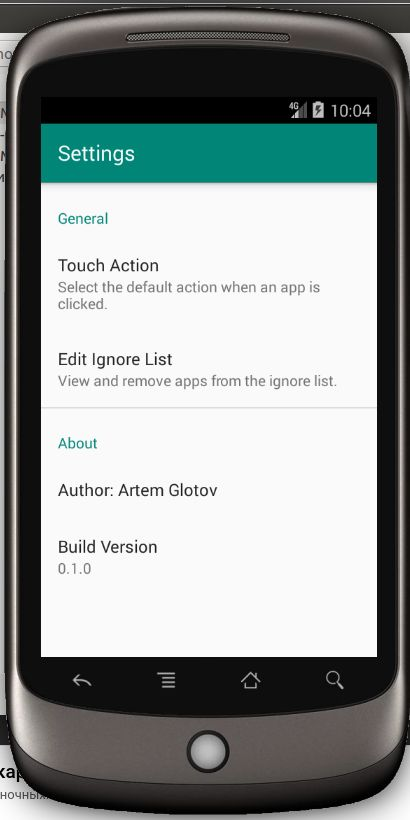 4G 10:04
Settings
General
Touch Action
Select the default action when an app is
clicked.
Edit Ignore List
View and remove apps from the ignore list.
About
Author: Artem Glotov
Build Version
0.1.0